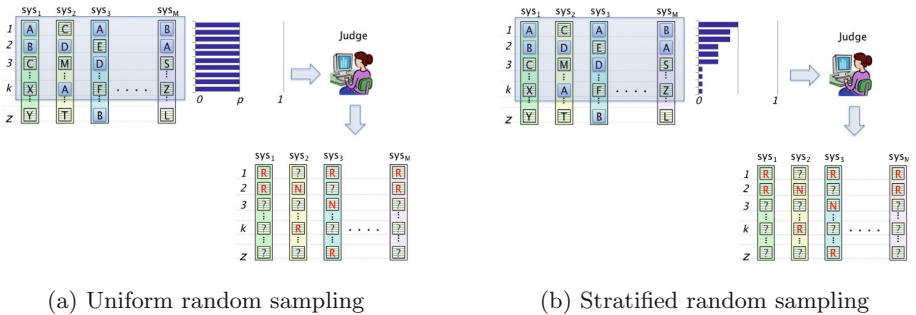 sys1 sys2 sys3 sysM
1 A C A B
2 B D E A
3 C M D S
k X A F . . . . Z
z Y T B L
0 p 1
Judge
sys1 sys2 sys3 sysM
1 R ? R R
2 R N ? R
3 ? ? N ?
k ? R ? . . . . ?
z ? ? R ?
(a) Uniform random sampling
sys1 sys2 sys3 sysM
1 A C A B
2 B D E A
3 C M D S
k X A F . . . . Z
z Y T B L
0 1
Judge
sys1 sys2 sys3 sysM
1 R ? R R
2 R N ? R
3 ? ? N ?
k ? R ? . . . . ?
z ? ? R ?
(b) Stratified random sampling